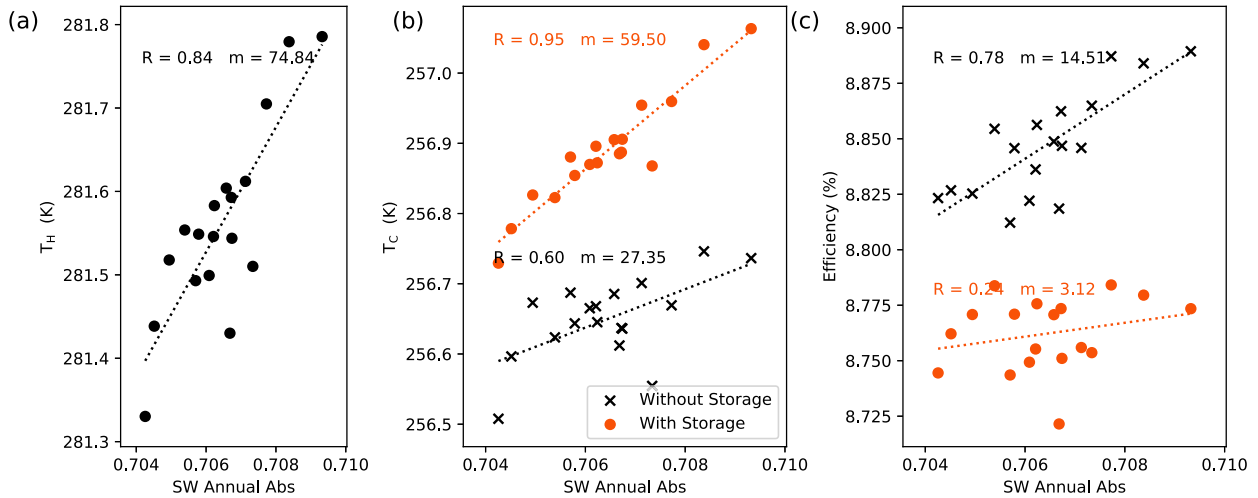 (a)
281.8
281.7
281.6
281.5
281.4
281.3
T_H (K)
R = 0.84 m = 74.84
0.704
0.706
0.708
0.710
SW Annual Abs
(b)
257.0
256.9
256.8
256.7
256.6
256.5
T_C (K)
R = 0.95 m = 59.50
R = 0.60 m = 27.35
Without Storage
With Storage
0.704
0.706
0.708
0.710
SW Annual Abs
(c)
8.900
8.875
8.850
8.825
8.800
8.775
8.750
8.725
Efficiency (%)
R = 0.78 m = 14.51
R = 0.24 m = 3.12
0.704
0.706
0.708
0.710
SW Annual Abs